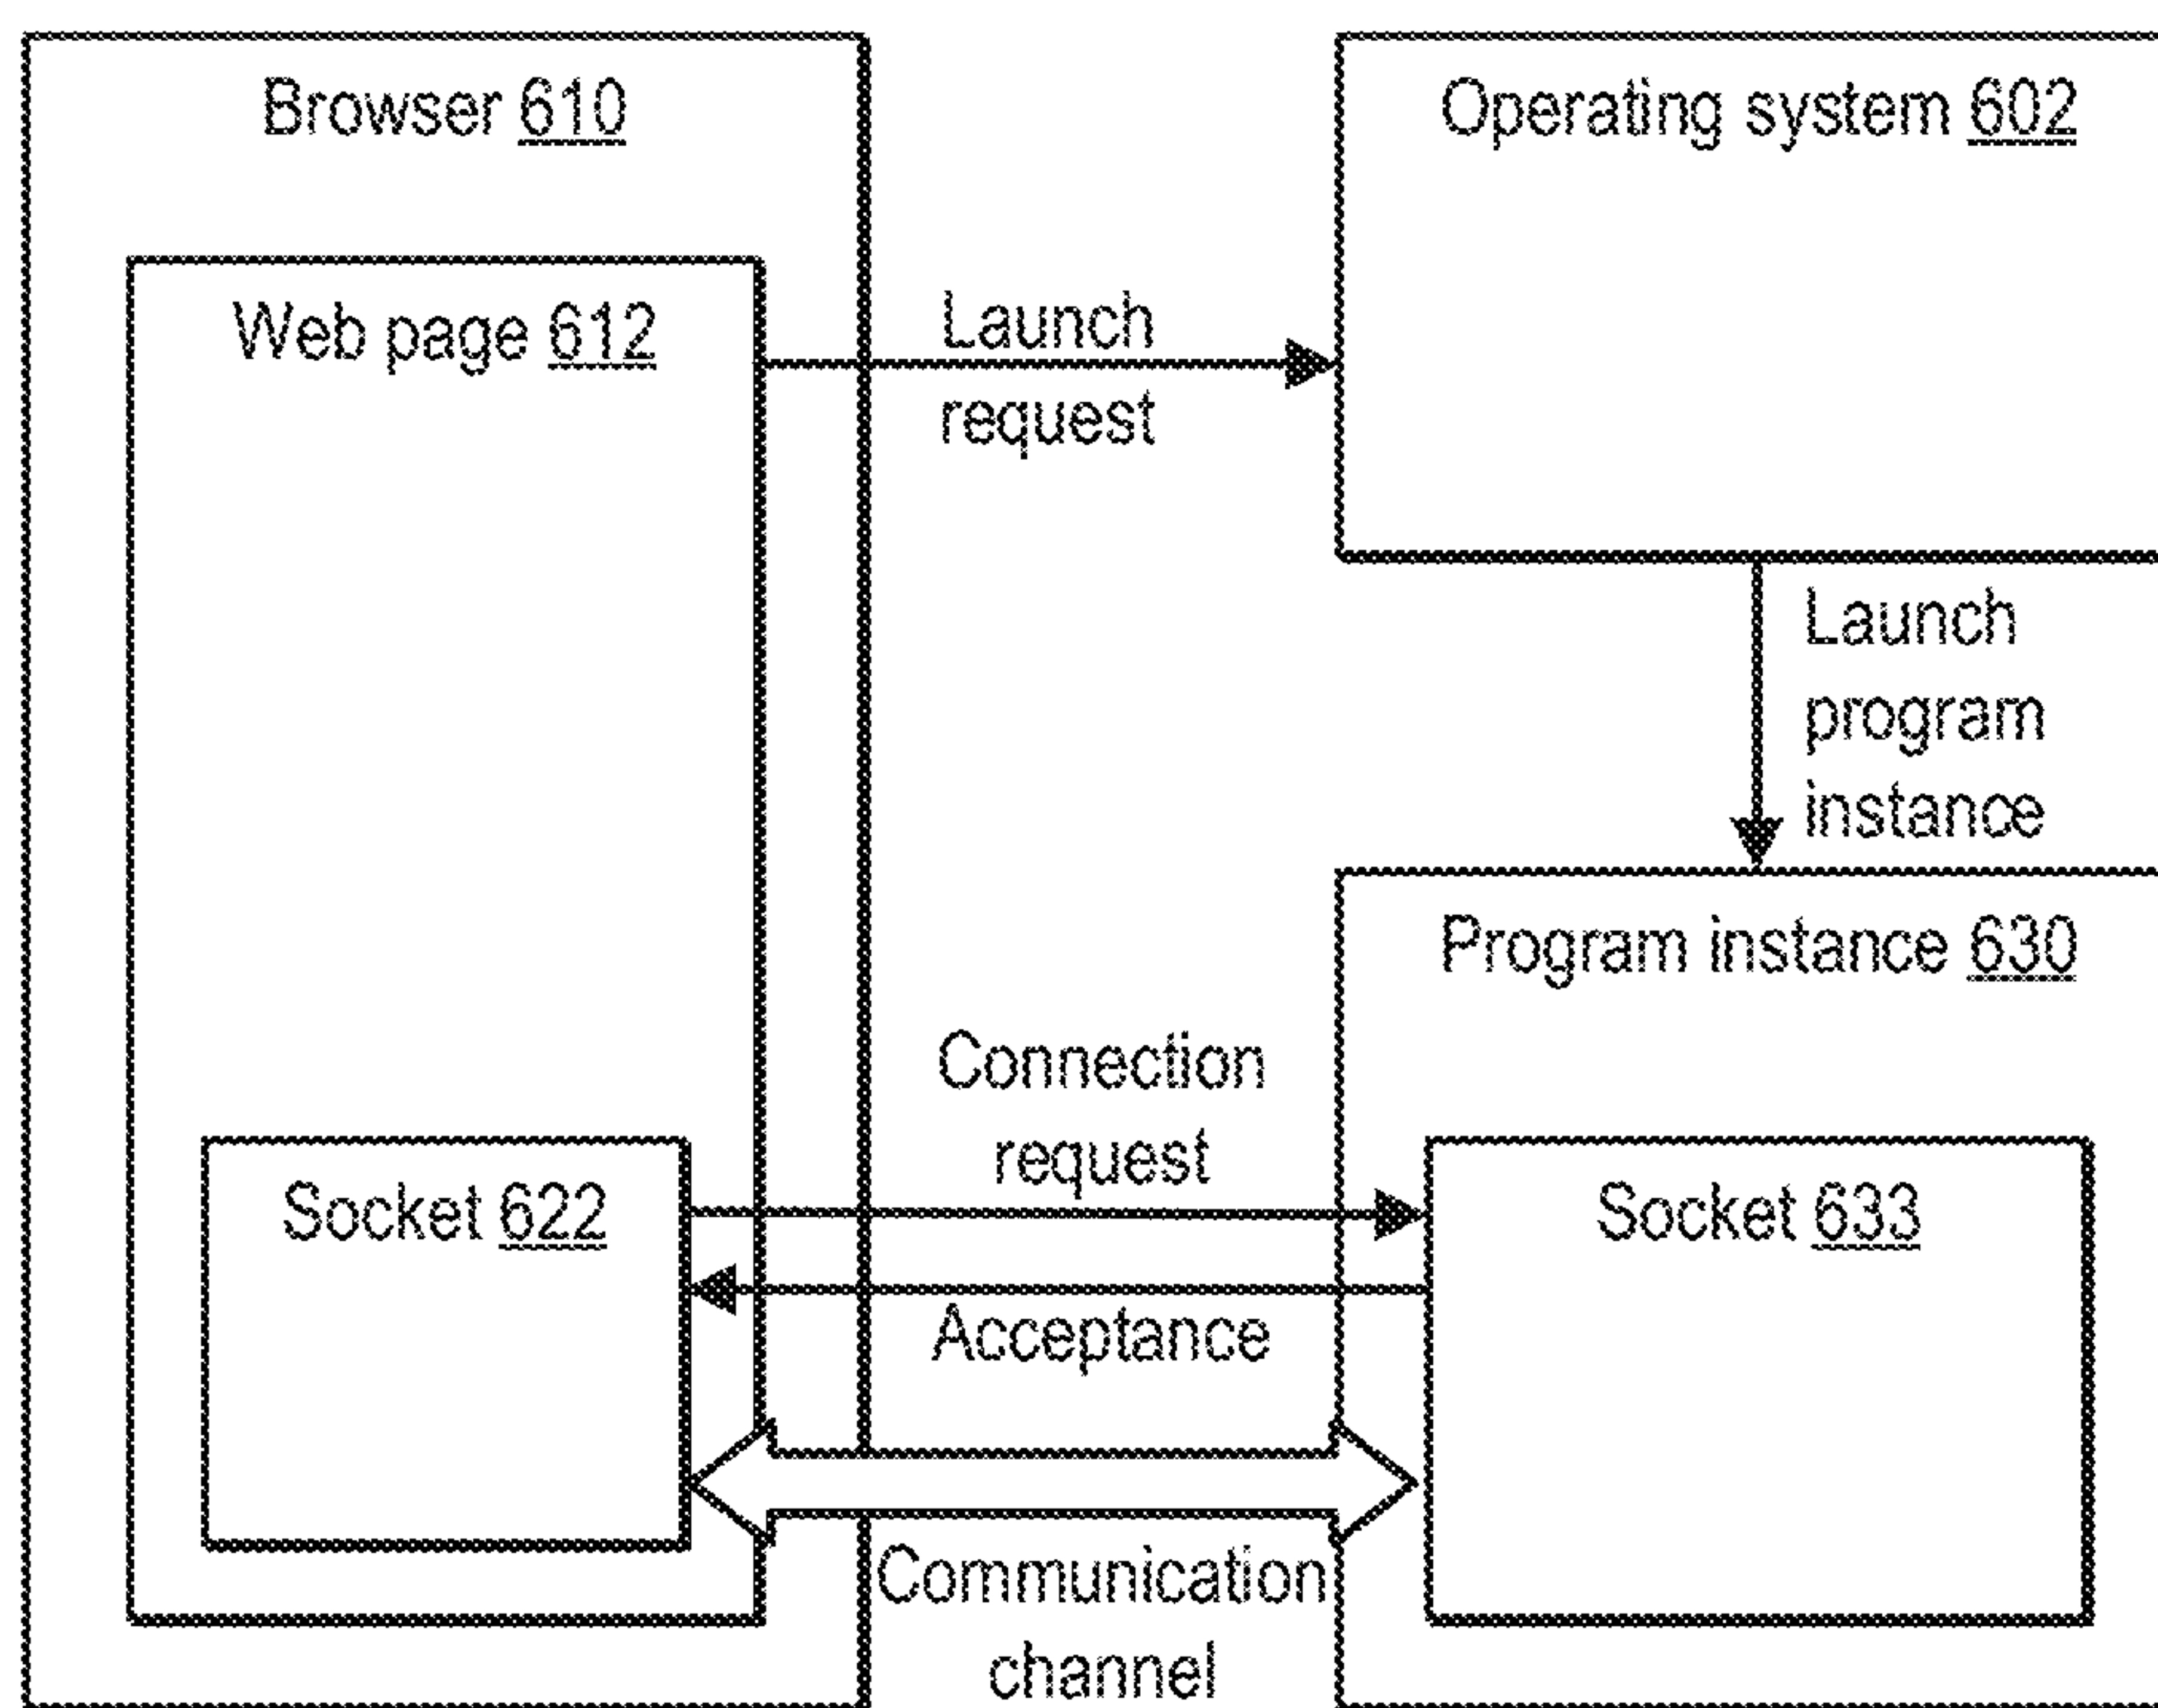 Browser 610
Operating system 602
Web page 612
Launch
request
Launch
program
instance
Program instance 630
Connection
request
Socket 622
Socket 633
Acceptance
Communication
channel